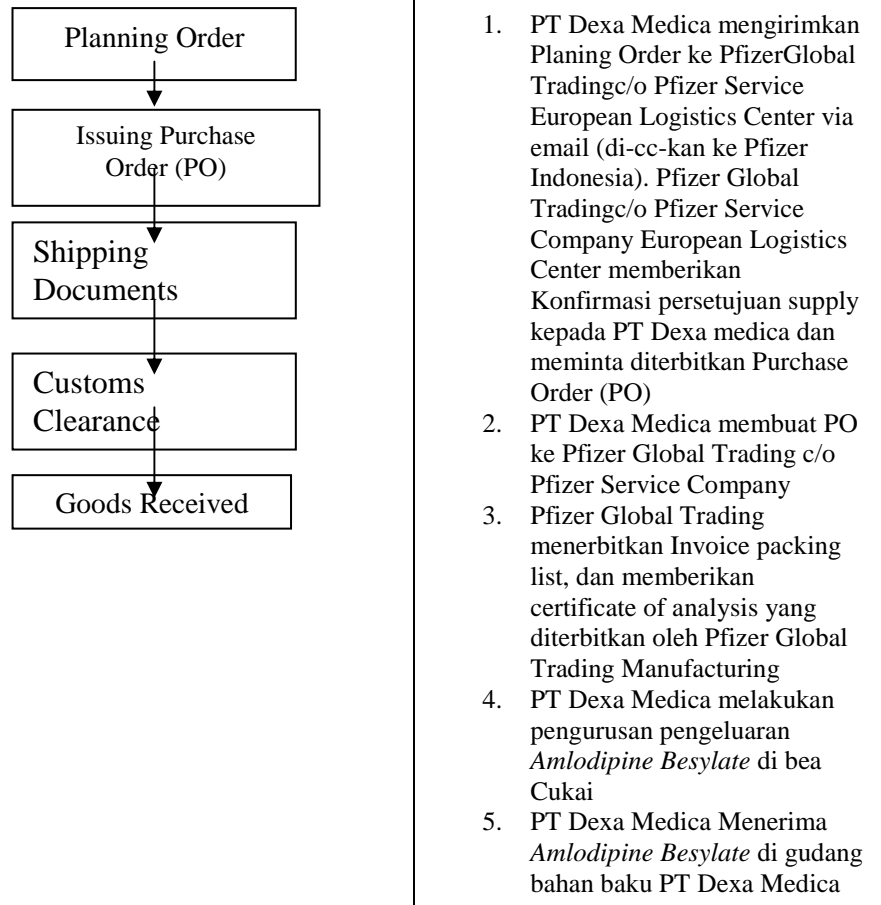 Planning Order
Issuing Purchase
Order (PO)
Shipping
Documents
Customs
Clearance
Goods Received
1. PT Dexa Medica mengirimkan
Planing Order ke PfizerGlobal
Tradingc/o Pfizer Service
European Logistics Center via
email (di-cc-kan ke Pfizer
Indonesia). Pfizer Global
Tradingc/o Pfizer Service
Company European Logistics
Center memberikan
Konfirmasi persetujuan supply
kepada PT Dexa medica dan
meminta diterbitkan Purchase
Order (PO)
2. PT Dexa Medica membuat PO
ke Pfizer Global Trading c/o
Pfizer Service Company
3. Pfizer Global Trading
menerbitkan Invoice packing
list, dan memberikan
certificate of analysis yang
diterbitkan oleh Pfizer Global
Trading Manufacturing
4. PT Dexa Medica melakukan
pengurusan pengeluaran
Amlodipine Besylate di bea
Cukai
5. PT Dexa Medica Menerima
Amlodipine Besylate di gudang
bahan baku PT Dexa Medica